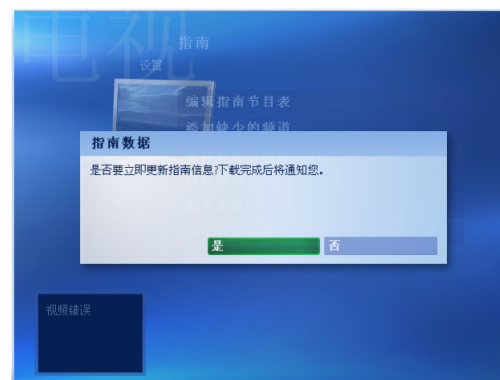 电视
指南
设置
编辑指南节目表
添加缺少的频道
指南数据
是否要立即更新指南信息?下载完成后将通知您。
是
否
视频错误